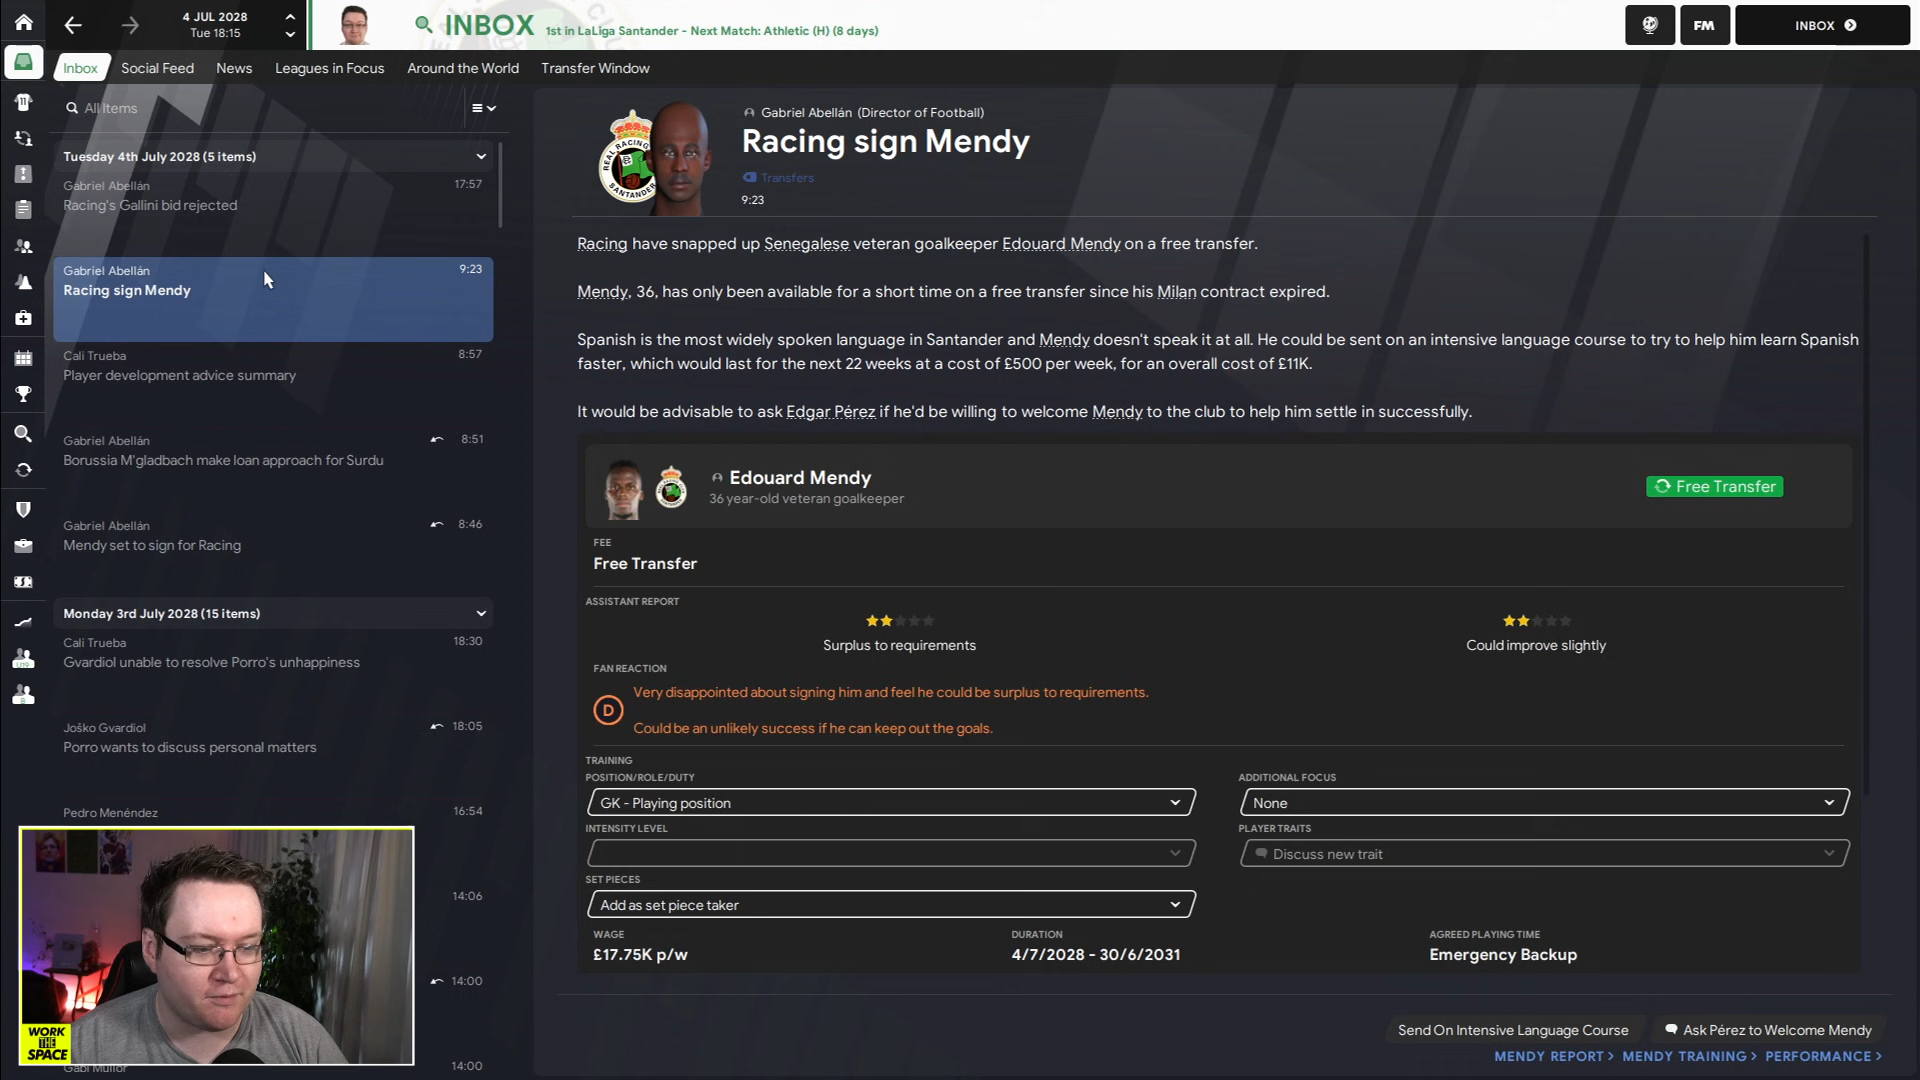 4 JUL 2028
Tue 18:15
INBOX
1st in LaLiga Santander - Next Match: Athletic (H) (8 days)
FM
INBOX
Inbox
Social Feed
News
Leagues in Focus
Around the World
Transfer Window
All Items
Tuesday 4th July 2028 (5 items)
Gabriel Abellán
17:57
Racing's Gallini bid rejected
Gabriel Abellán
9:23
Racing sign Mendy
Cali Trueba
8:57
Player development advice summary
Gabriel Abellán
8:51
Borussia M'gladbach make loan approach for Surdu
Gabriel Abellán
8:46
Mendy set to sign for Racing
Monday 3rd July 2028 (15 items)
Cali Trueba
18:30
Gvardiol unable to resolve Porro's unhappiness
Joško Gvardiol
18:05
Porro wants to discuss personal matters
Pedro Menéndez
16:54
14:06
14:00
14:00
WORK
THE
SPACE
REAL RACING
SANTANDER
Gabriel Abellán (Director of Football)
Racing sign Mendy
Transfers
9:23
Racing have snapped up Senegalese veteran goalkeeper Edouard Mendy on a free transfer.
Mendy, 36, has only been available for a short time on a free transfer since his Milan contract expired.
Spanish is the most widely spoken language in Santander and Mendy doesn't speak it at all. He could be sent on an intensive language course to try to help him learn Spanish
faster, which would last for the next 22 weeks at a cost of £500 per week, for an overall cost of £11K.
It would be advisable to ask Edgar Pérez if he'd be willing to welcome Mendy to the club to help him settle in successfully.
Edouard Mendy
36 year-old veteran goalkeeper
Free Transfer
FEE
Free Transfer
ASSISTANT REPORT
Surplus to requirements
Could improve slightly
FAN REACTION
D
Very disappointed about signing him and feel he could be surplus to requirements.
Could be an unlikely success if he can keep out the goals.
TRAINING
POSITION/ROLE/DUTY
ADDITIONAL FOCUS
GK - Playing position
None
INTENSITY LEVEL
PLAYER TRAITS
Discuss new trait
SET PIECES
Add as set piece taker
WAGE
DURATION
AGREED PLAYING TIME
£17.75K p/w
4/7/2028 - 30/6/2031
Emergency Backup
Send On Intensive Language Course
Ask Pérez to Welcome Mendy
MENDY REPORT >
MENDY TRAINING >
PERFORMANCE >